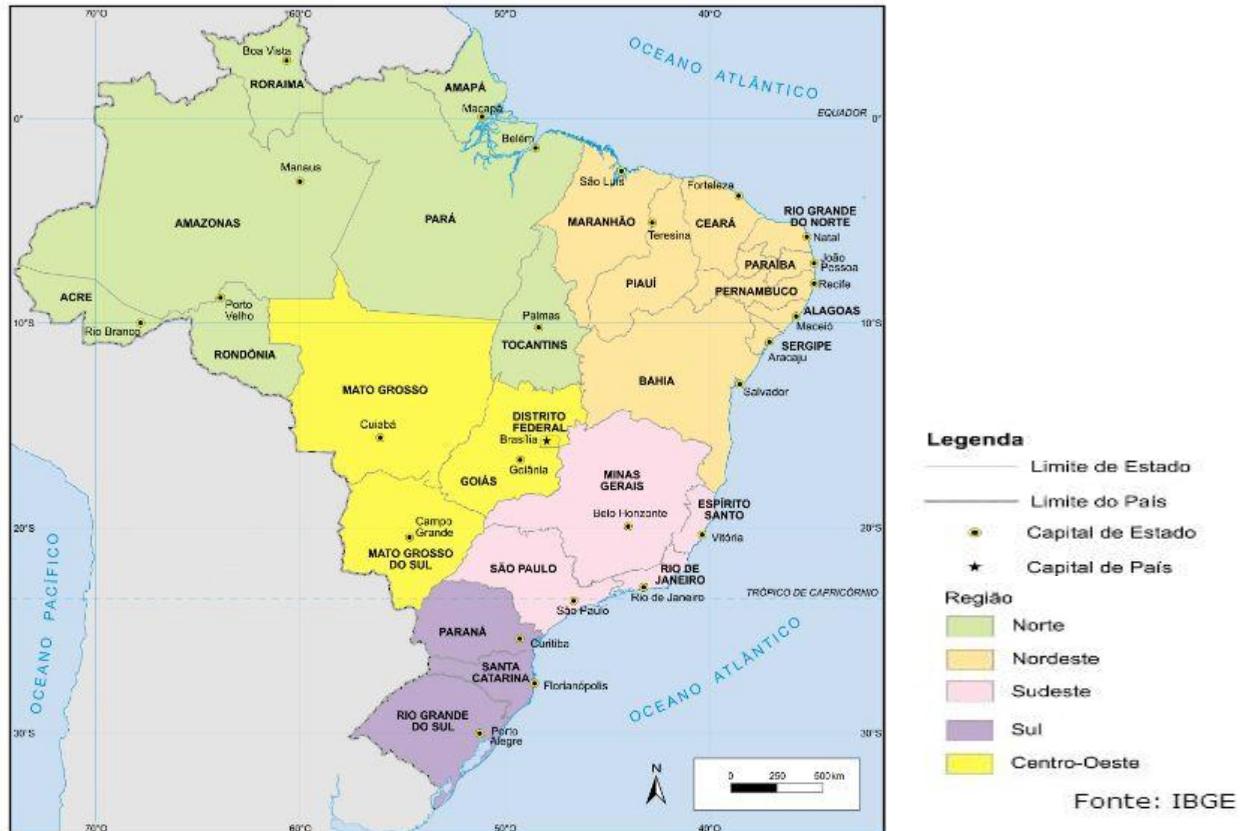 70°O
60°O
50°O
40°O
OCEANO ATLÂNTICO
Boa Vista
RORAIMA
AMAPÁ
Macapá
EQUADOR
0°
0°
Belém
Manaus
São Luís
Fortaleza
AMAZONAS
PARÁ
MARANHÃO
CEARÁ
RIO GRANDE
DO NORTE
Teresina
Natal
João
Pessoa
PARAÍBA
PIAUÍ
PERNAMBUCO
Recife
ACRE
Porto
Velho
Rio Branco
10°S
10°S
Palmas
TOCANTINS
ALAGOAS
Maceió
SERGIPE
Aracaju
RONDÔNIA
MATO GROSSO
BAHIA
Salvador
Cuiabá
DISTRITO
FEDERAL
Brasília
Goiânia
GOIÁS
MINAS
GERAIS
Belo Horizonte
ESPÍRITO
SANTO
Vitória
20°S
20°S
Campo
Grande
MATO GROSSO
DO SUL
SÃO PAULO
RIO DE
JANEIRO
Rio de Janeiro
São Paulo
TRÓPICO DE CAPRICÓRNIO
OCEANO PACÍFICO
PARANÁ
Curitiba
SANTA
CATARINA
Florianópolis
OCEANO ATLÂNTICO
RIO GRANDE
DO SUL
Porto
Alegre
30°S
30°S
N
0 250 500km
70°O
60°O
50°O
40°O
Legenda
Limite de Estado
Limite do País
Capital de Estado
Capital de País
Região
Norte
Nordeste
Sudeste
Sul
Centro-Oeste
Fonte: IBGE